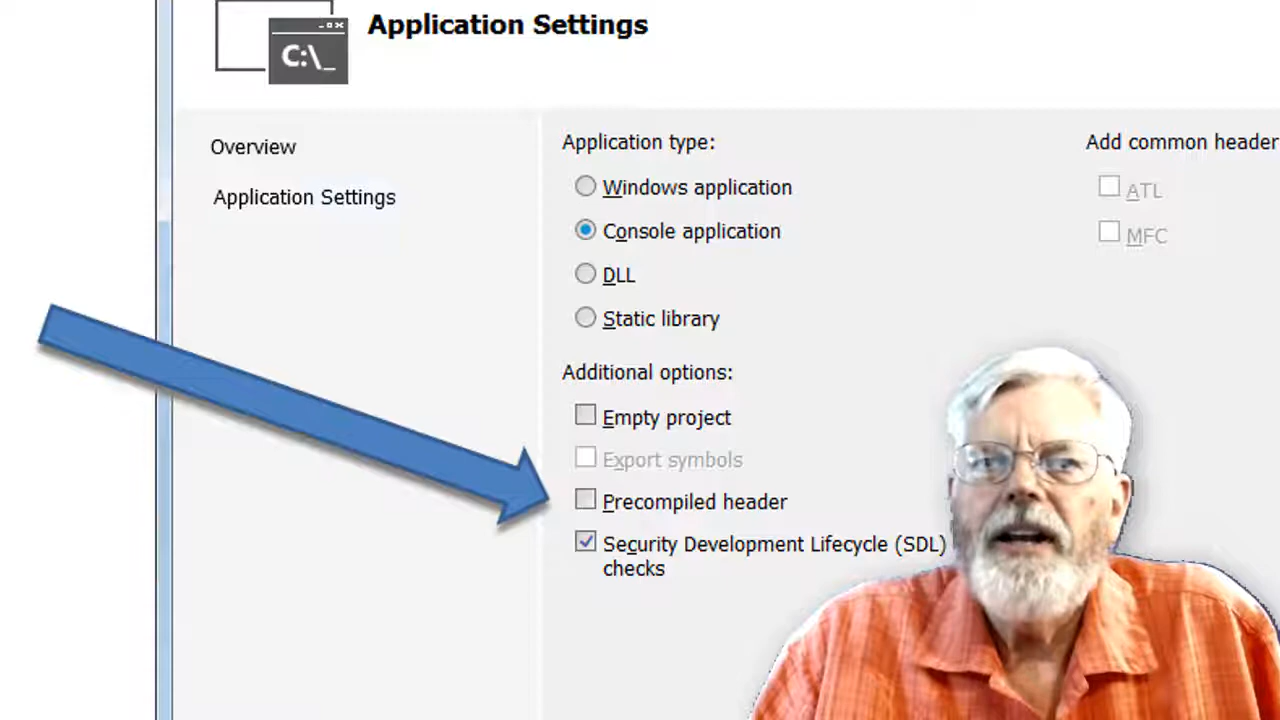 Application Settings
C:\_
Overview
Application Settings
Application type:
Windows application
Console application
DLL
Static library
Additional options:
Empty project
Export symbols
Precompiled header
Security Development Lifecycle (SDL)
checks
Add common header
ATL
MFC